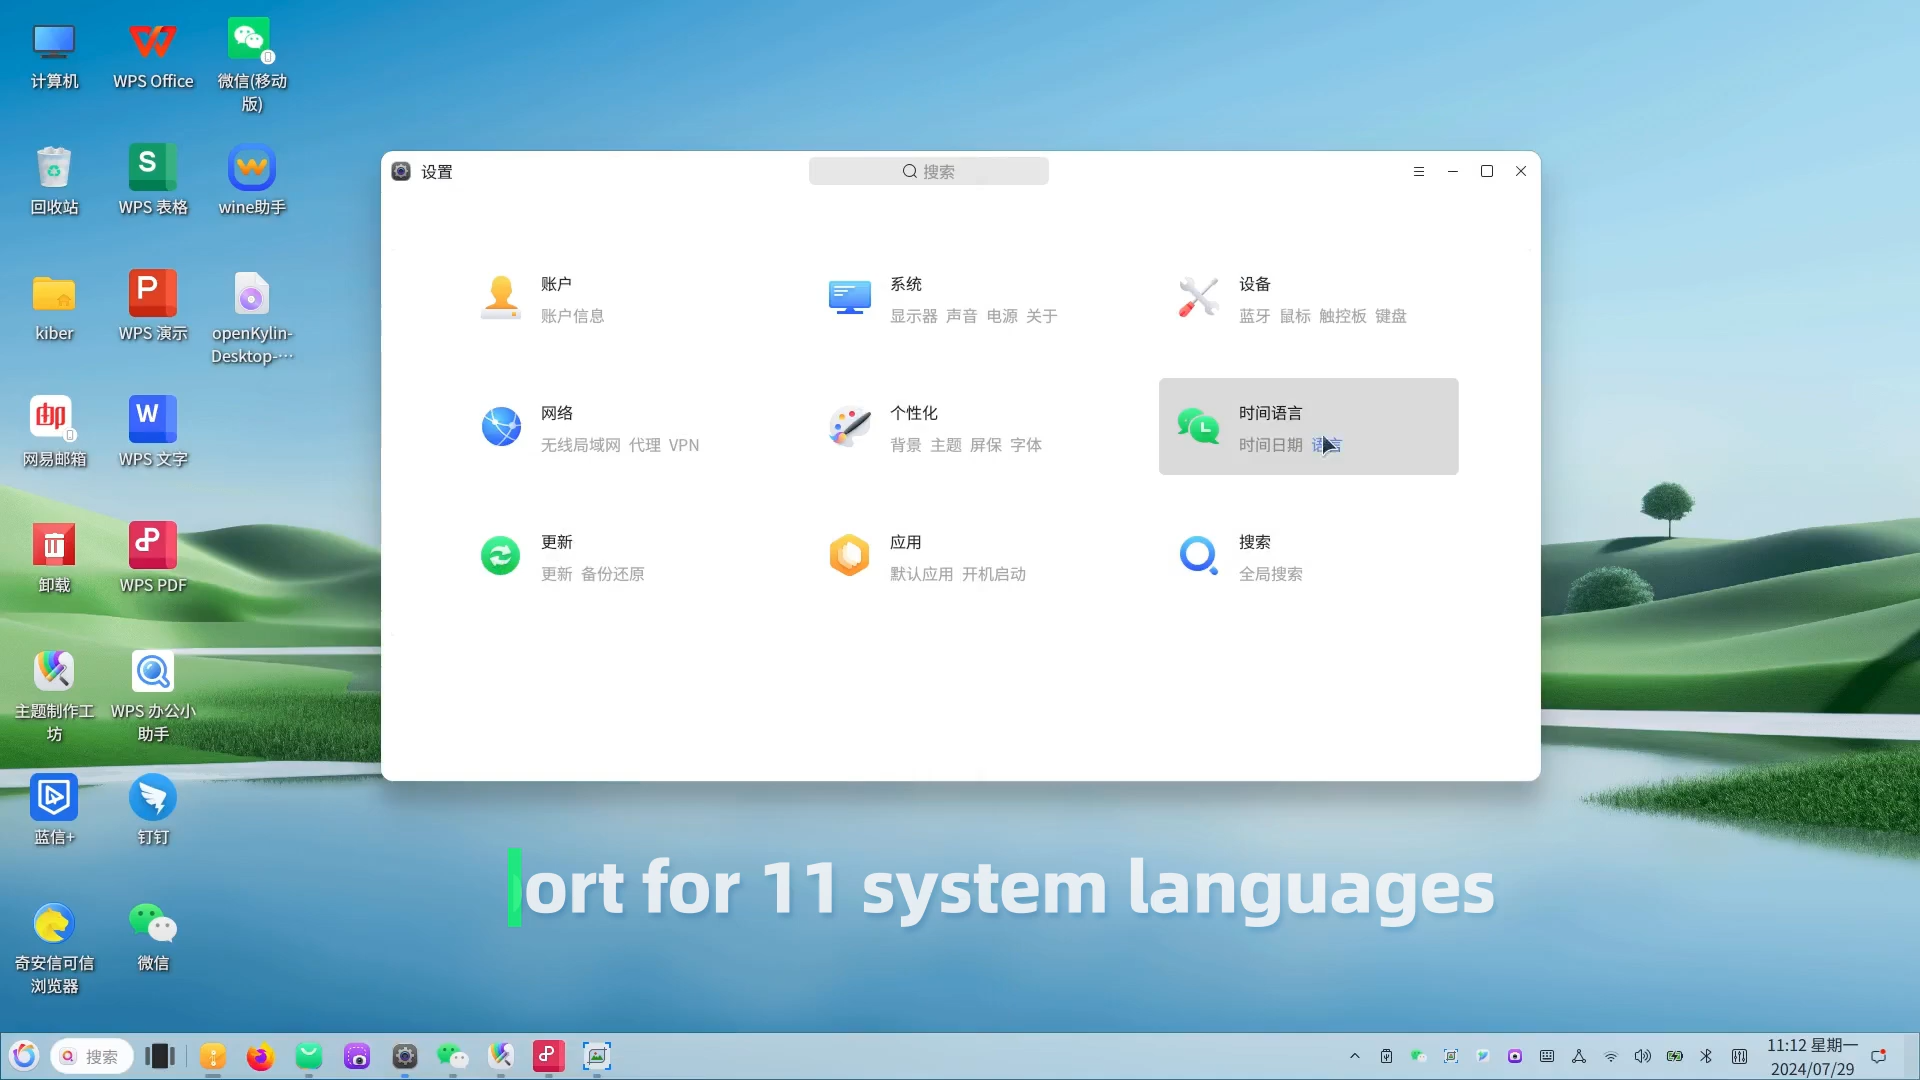 计算机
WPS Office
微信(移动
版)
回收站
WPS 表格
wine助手
kiber
WPS 演示
openKylin-
Desktop-···
网易邮箱
WPS 文字
卸载
WPS PDF
主题制作工
坊
WPS 办公小
助手
蓝信+
钉钉
奇安信可信
浏览器
微信
设置
搜索
账户
账户信息
系统
显示器 声音 电源 关于
设备
蓝牙 鼠标 触控板 键盘
网络
无线局域网 代理 VPN
个性化
背景 主题 屏保 字体
时间语言
时间日期 语言
更新
更新 备份还原
应用
默认应用 开机启动
搜索
全局搜索
ort for 11 system languages
搜索
11:12 星期一
2024/07/29